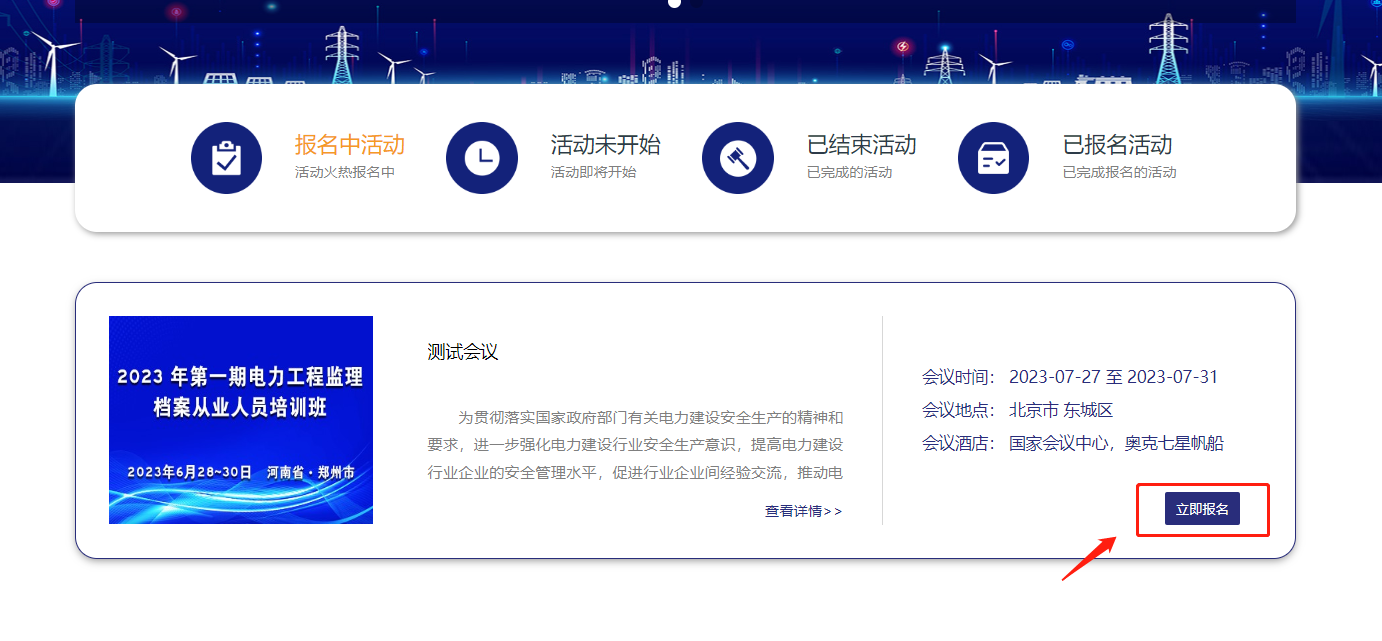 报名中活动
活动火热报名中
活动未开始
活动即将开始
已结束活动
已完成的活动
已报名活动
已完成报名的活动
2023 年第一期电力工程监理
档案从业人员培训班
2023年6月28~30日 河南省·郑州市
测试会议
为贯彻落实国家政府部门有关电力建设安全生产的精神和
要求，进一步强化电力建设行业安全生产意识，提高电力建设
行业企业的安全管理水平，促进行业企业间经验交流，推动电
查看详情>>
会议时间： 2023-07-27 至 2023-07-31
会议地点： 北京市 东城区
会议酒店： 国家会议中心，奥克七星帆船
立即报名